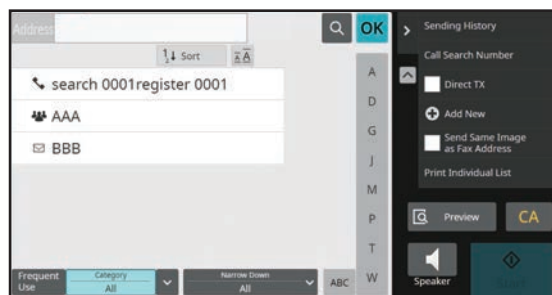 Address
OK
Sort
A A
search 0001register 0001
AAA
BBB
A
D
G
J
M
P
T
W
Frequent Use
Category
All
Narrow Down
All
ABC
Sending History
Call Search Number
Direct TX
Add New
Send Same Image
as Fax Address
Print Individual List
Preview
CA
Speaker
Start